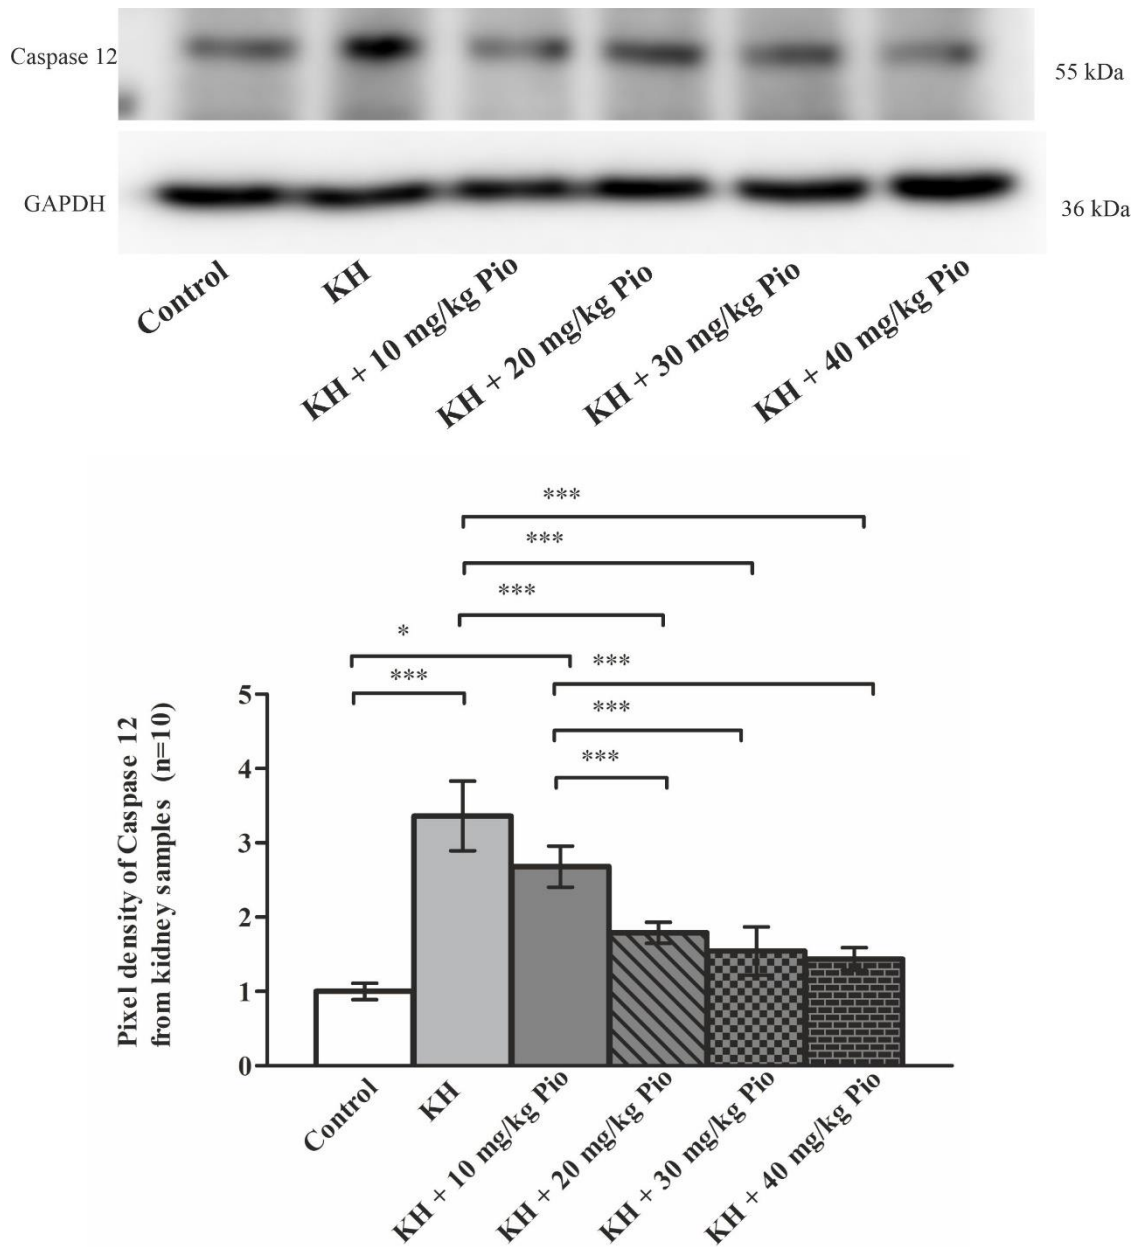 Caspase 12
55 kDa
GAPDH
36 kDa
Control
KH
KH + 10 mg/kg Pio
KH + 20 mg/kg Pio
KH + 30 mg/kg Pio
KH + 40 mg/kg Pio
***
***
***
*
***
***
***
***
Pixel density of Caspase 12
from kidney samples (n=10)
5
4
3
2
1
0
Control
KH
KH + 10 mg/kg Pio
KH + 20 mg/kg Pio
KH + 30 mg/kg Pio
KH + 40 mg/kg Pio